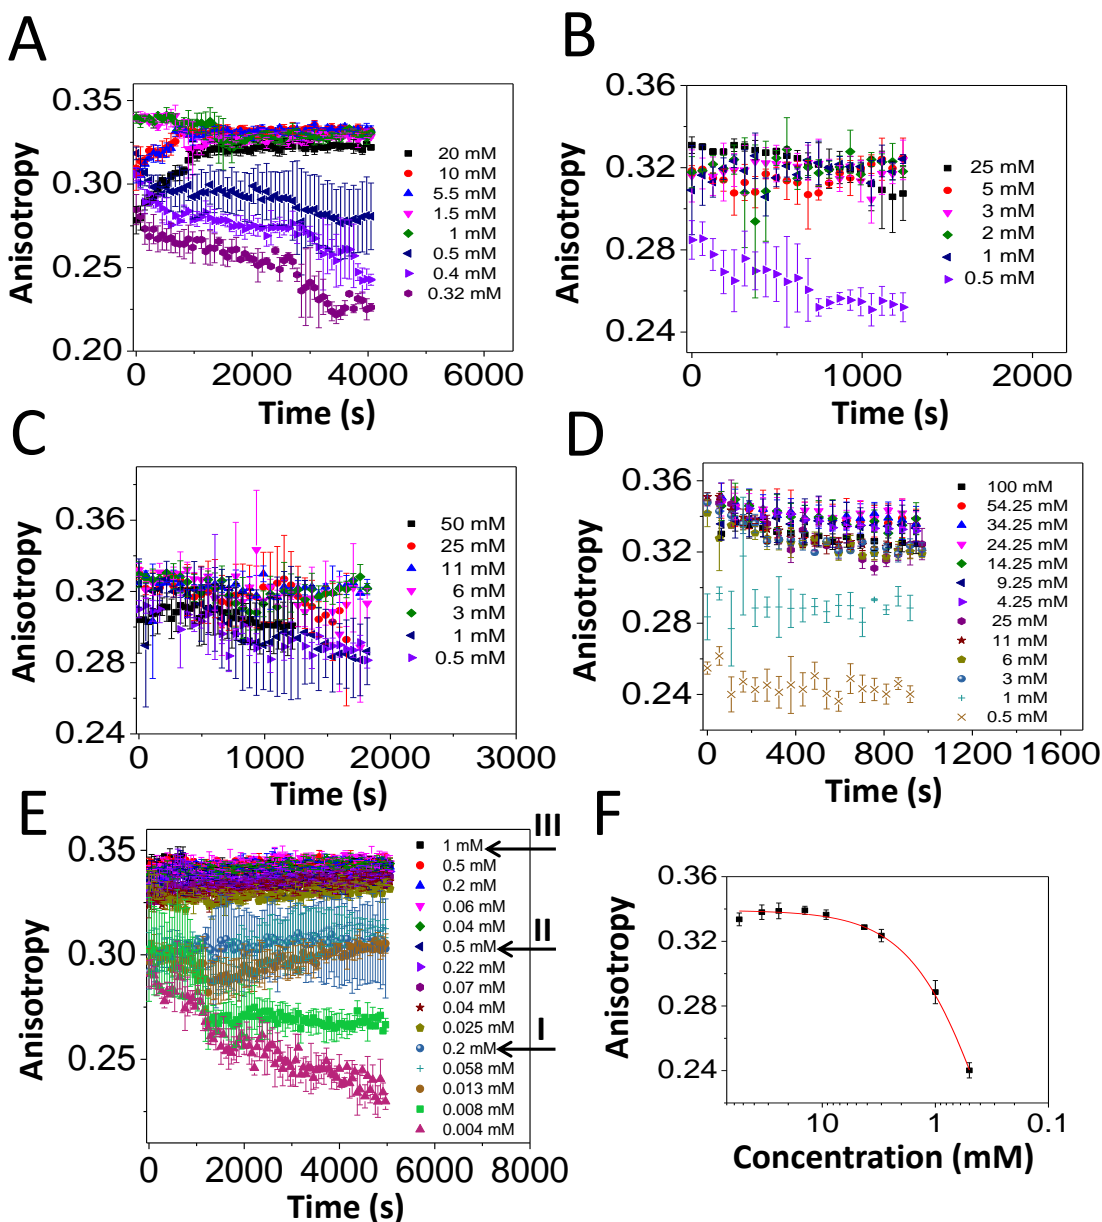 A
0.35
0.30
0.25
0.20
Anisotropy
0
2000
4000
6000
Time (s)
20 mM
10 mM
5.5 mM
1.5 mM
1 mM
0.5 mM
0.4 mM
0.32 mM
B
0.36
0.32
0.28
0.24
Anisotropy
0
1000
2000
Time (s)
25 mM
5 mM
3 mM
2 mM
1 mM
0.5 mM
C
0.36
0.32
0.28
0.24
Anisotropy
0
1000
2000
3000
Time (s)
50 mM
25 mM
11 mM
6 mM
3 mM
1 mM
0.5 mM
D
0.36
0.32
0.28
0.24
Anisotropy
0
400
800
1200
1600
Time (s)
100 mM
54.25 mM
34.25 mM
24.25 mM
14.25 mM
9.25 mM
4.25 mM
25 mM
11 mM
6 mM
3 mM
1 mM
0.5 mM
E
0.35
0.30
0.25
Anisotropy
0
2000
4000
6000
8000
Time (s)
1 mM
0.5 mM
0.2 mM
0.06 mM
0.04 mM
0.5 mM
0.22 mM
0.07 mM
0.04 mM
0.025 mM
0.2 mM
0.058 mM
0.013 mM
0.008 mM
0.004 mM
III
II
I
F
0.36
0.32
0.28
0.24
Anisotropy
10
1
0.1
Concentration (mM)